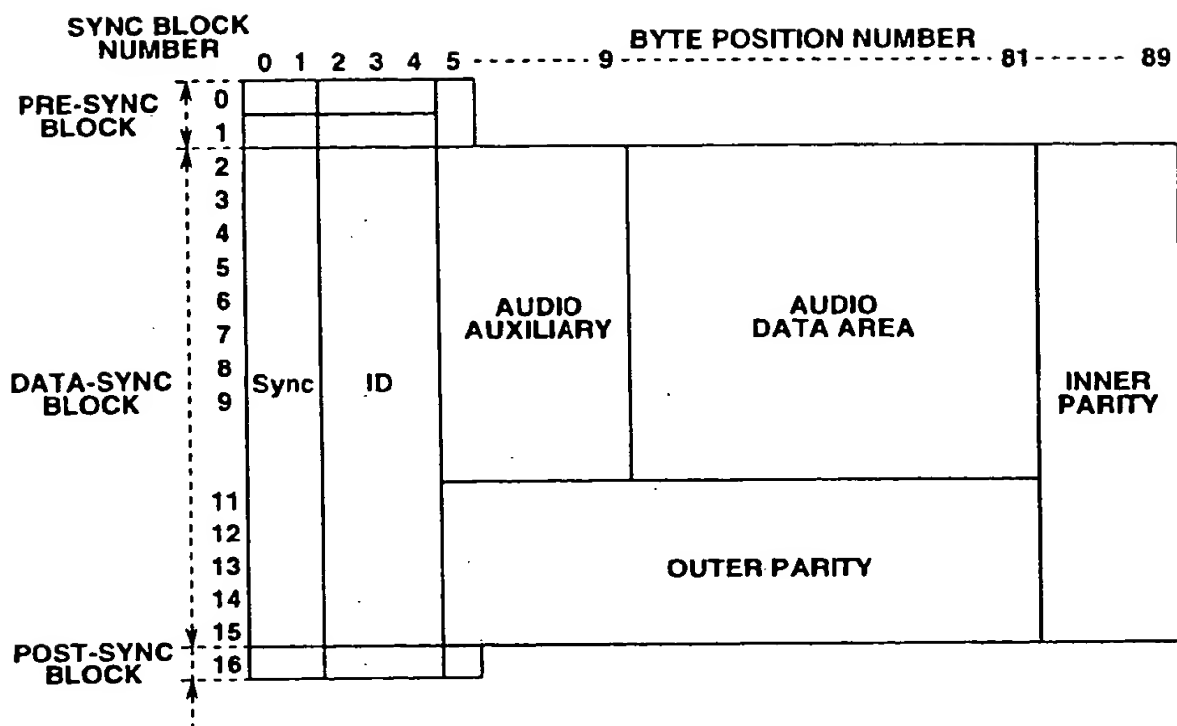 SYNC BLOCK
NUMBER
BYTE POSITION NUMBER
0 1 2 3 4 5 9 81 89
PRE-SYNC
BLOCK
0
1
DATA-SYNC
BLOCK
2
3
4
5
6
7
8
9
11
12
13
14
15
Sync
ID
AUDIO
AUXILIARY
AUDIO
DATA AREA
INNER
PARITY
OUTER PARITY
POST-SYNC
BLOCK
16